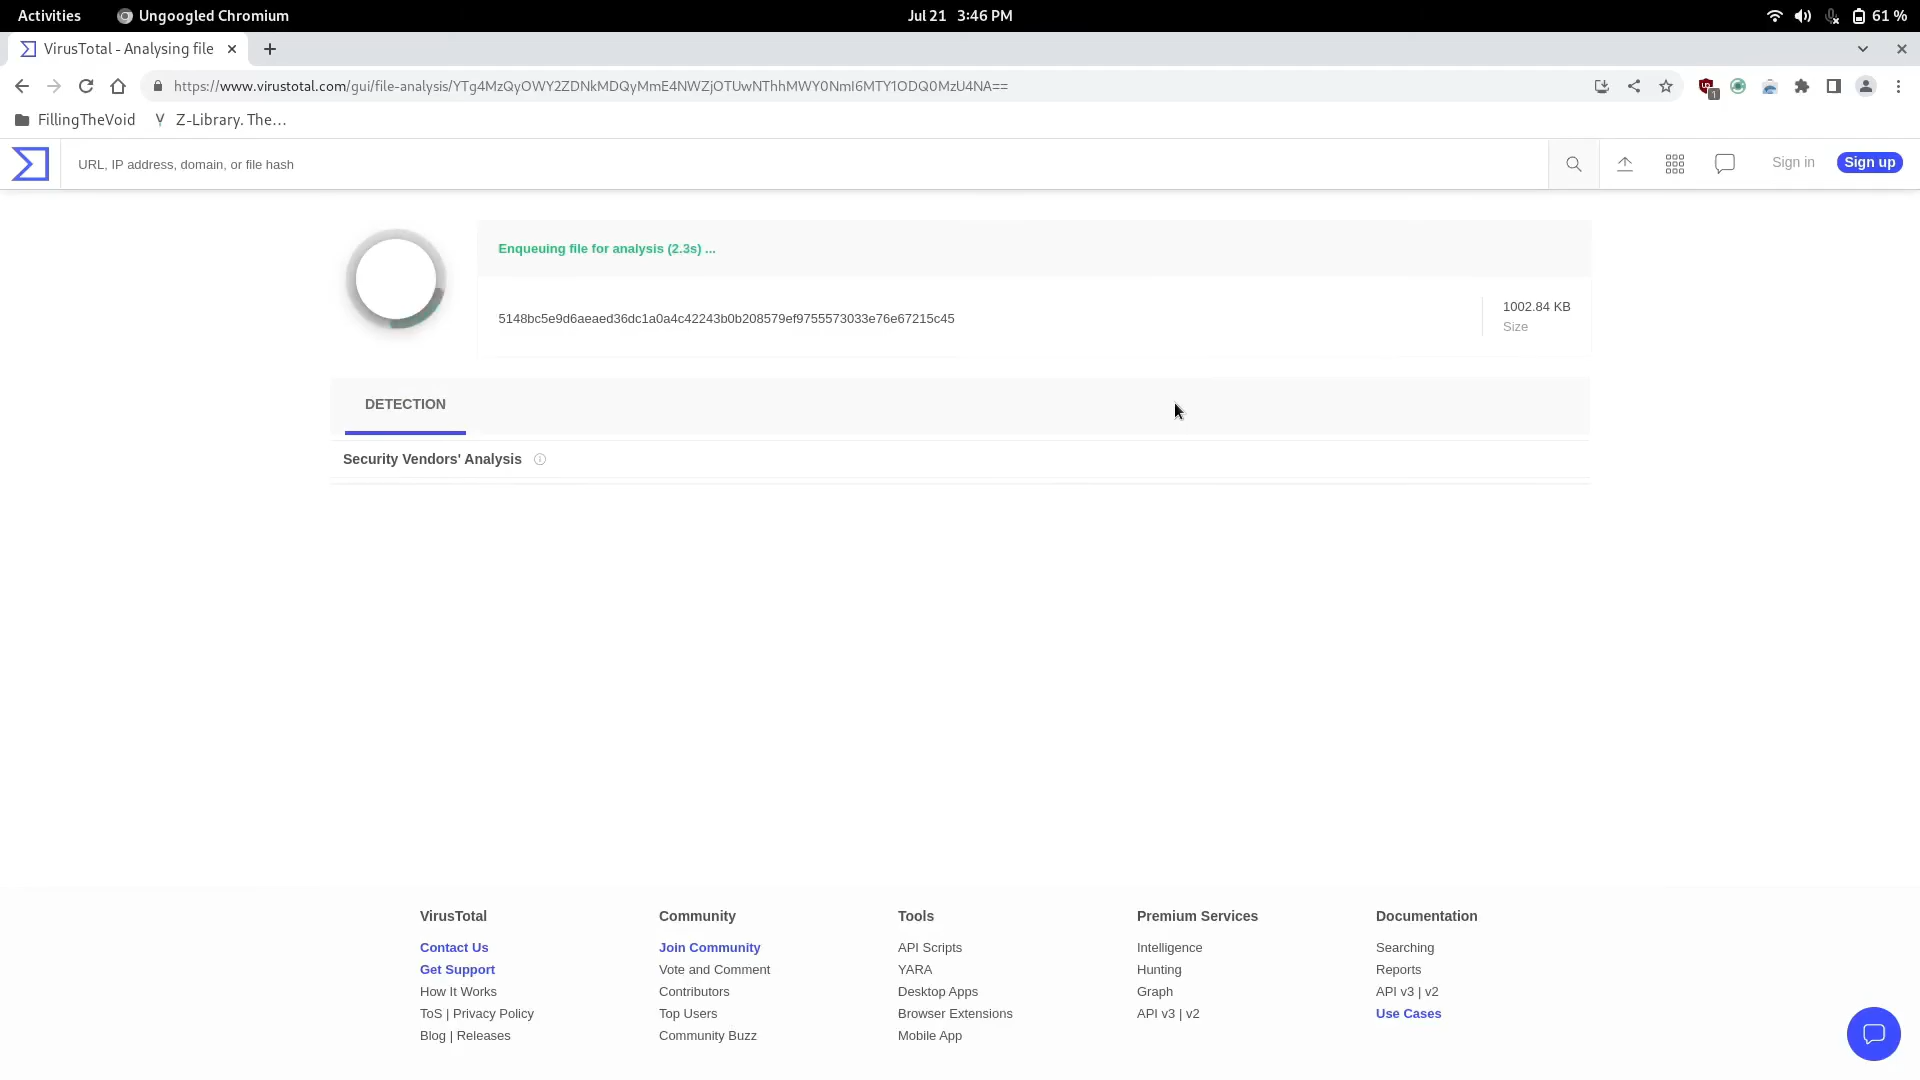 Activities
Ungoogled Chromium
Jul 21 3:46 PM
61 %
VirusTotal - Analysing file
https://www.virustotal.com/gui/file-analysis/YTg4MzQyOWY2ZDNkMDQyMmE4NWZjOTUwNThhMWY0NmI6MTY1ODQ0MzU4NA==
1
FillingTheVoid
Z-Library. The…
URL, IP address, domain, or file hash
Sign in
Sign up
Enqueuing file for analysis (2.3s) ...
5148bc5e9d6aeaed36dc1a0a4c42243b0b208579ef9755573033e76e67215c45
1002.84 KB
Size
DETECTION
Security Vendors' Analysis
VirusTotal
Contact Us
Get Support
How It Works
ToS | Privacy Policy
Blog | Releases
Community
Join Community
Vote and Comment
Contributors
Top Users
Community Buzz
Tools
API Scripts
YARA
Desktop Apps
Browser Extensions
Mobile App
Premium Services
Intelligence
Hunting
Graph
API v3 | v2
Documentation
Searching
Reports
API v3 | v2
Use Cases